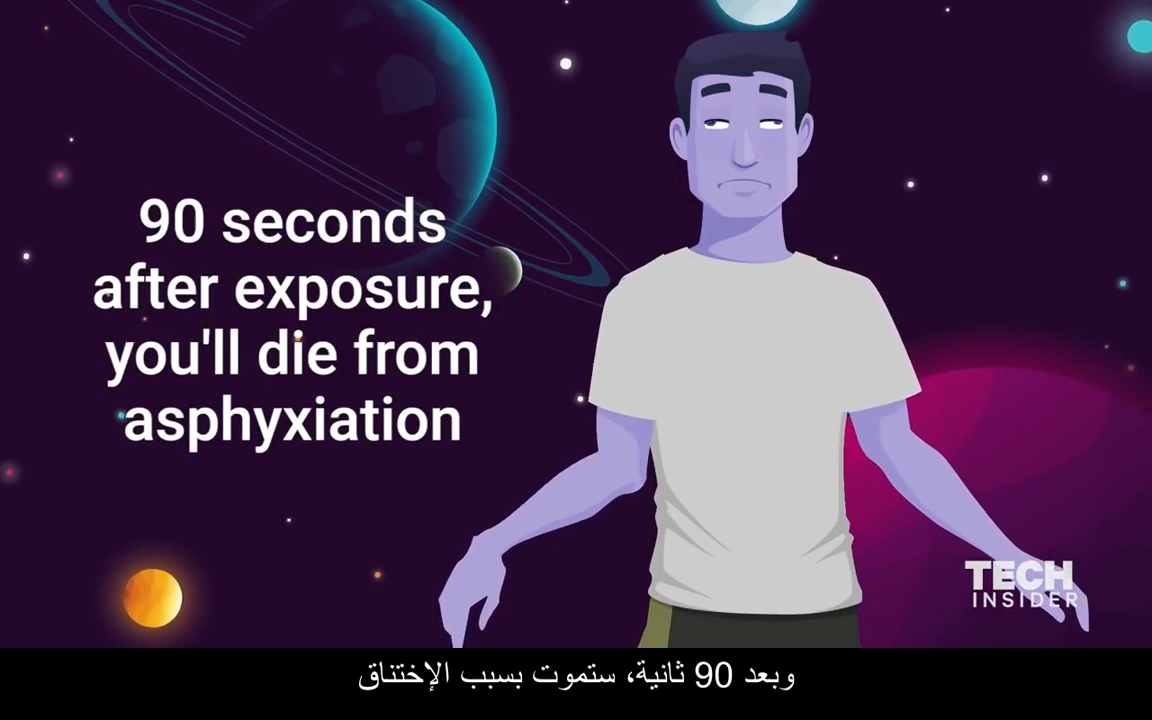 90 seconds
after exposure,
you'll die from
asphyxiation
TECH
INSIDER
وبعد 90 ثانية، ستموت بسبب الإختناق